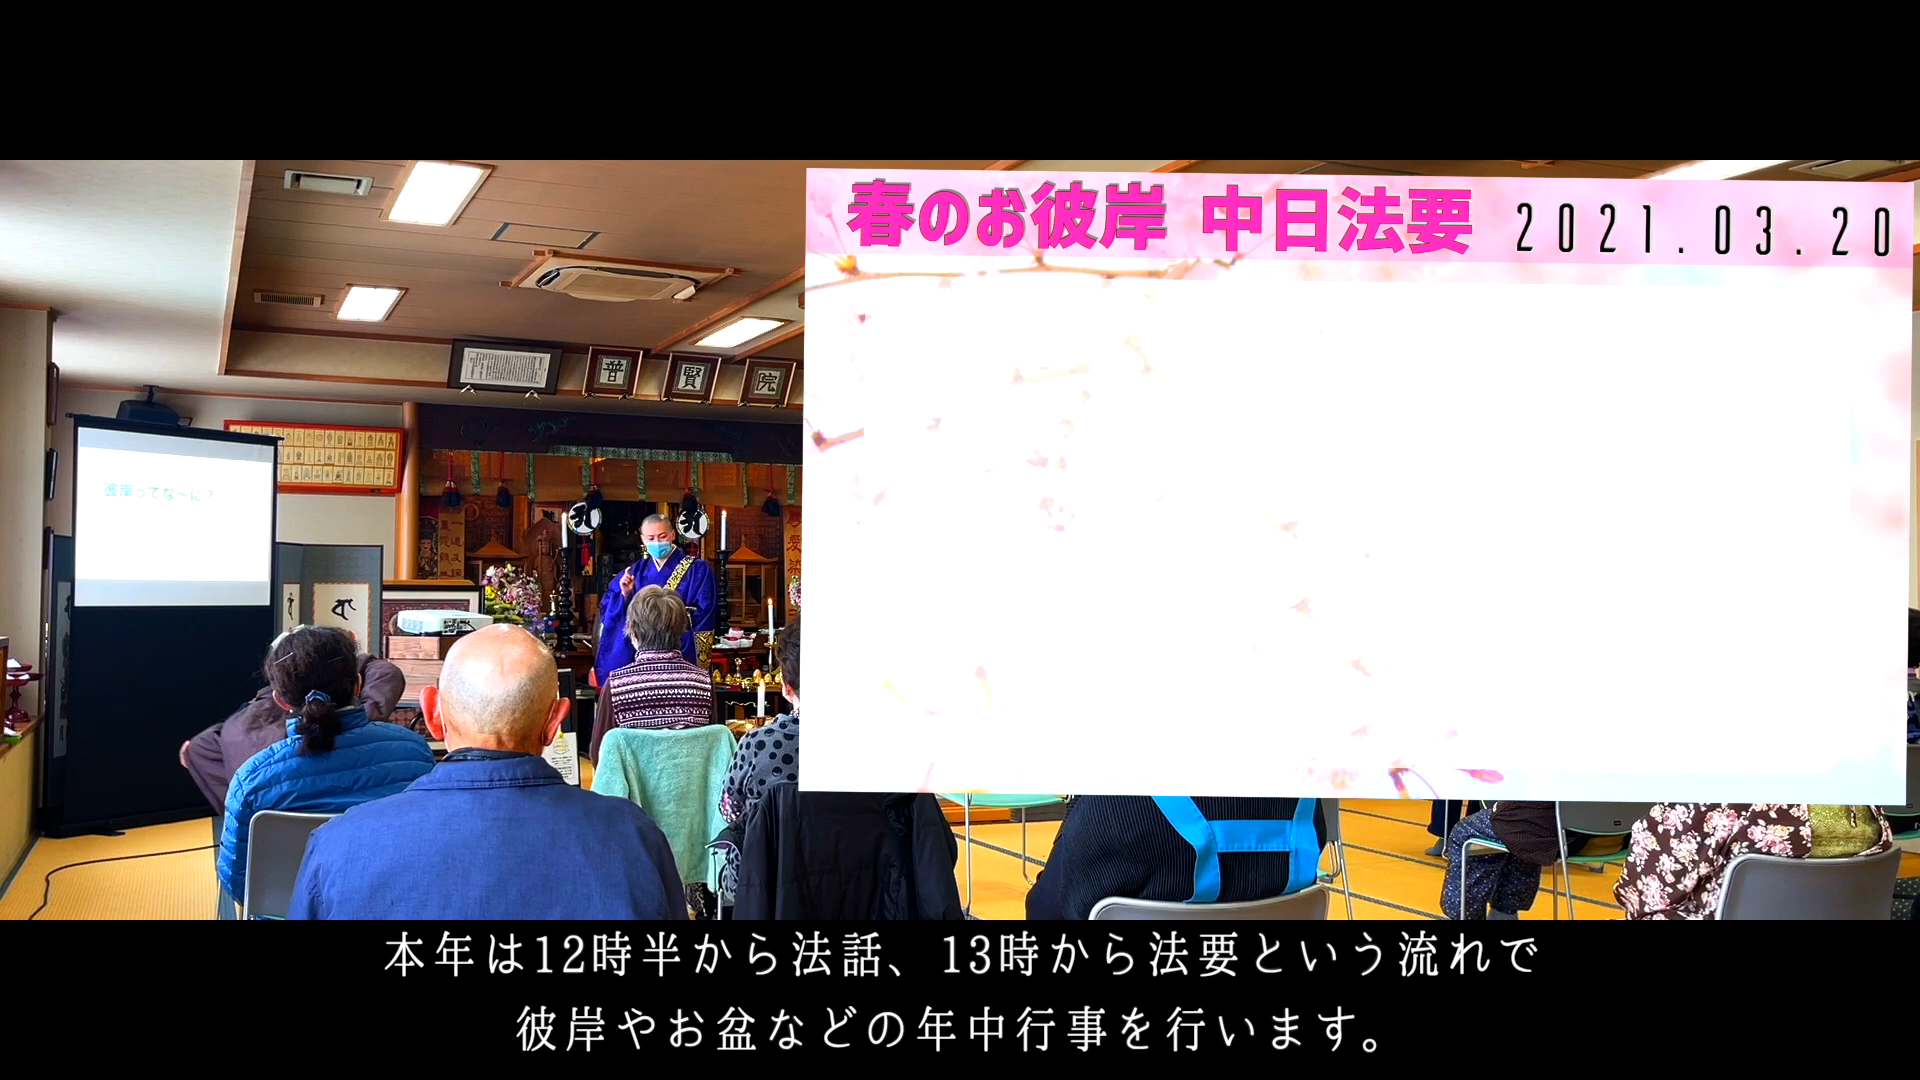 春のお彼岸 中日法要 2021.03.20
普賢院
彼岸ってな～に？
本年は12時半から法話、13時から法要という流れで
彼岸やお盆などの年中行事を行います。